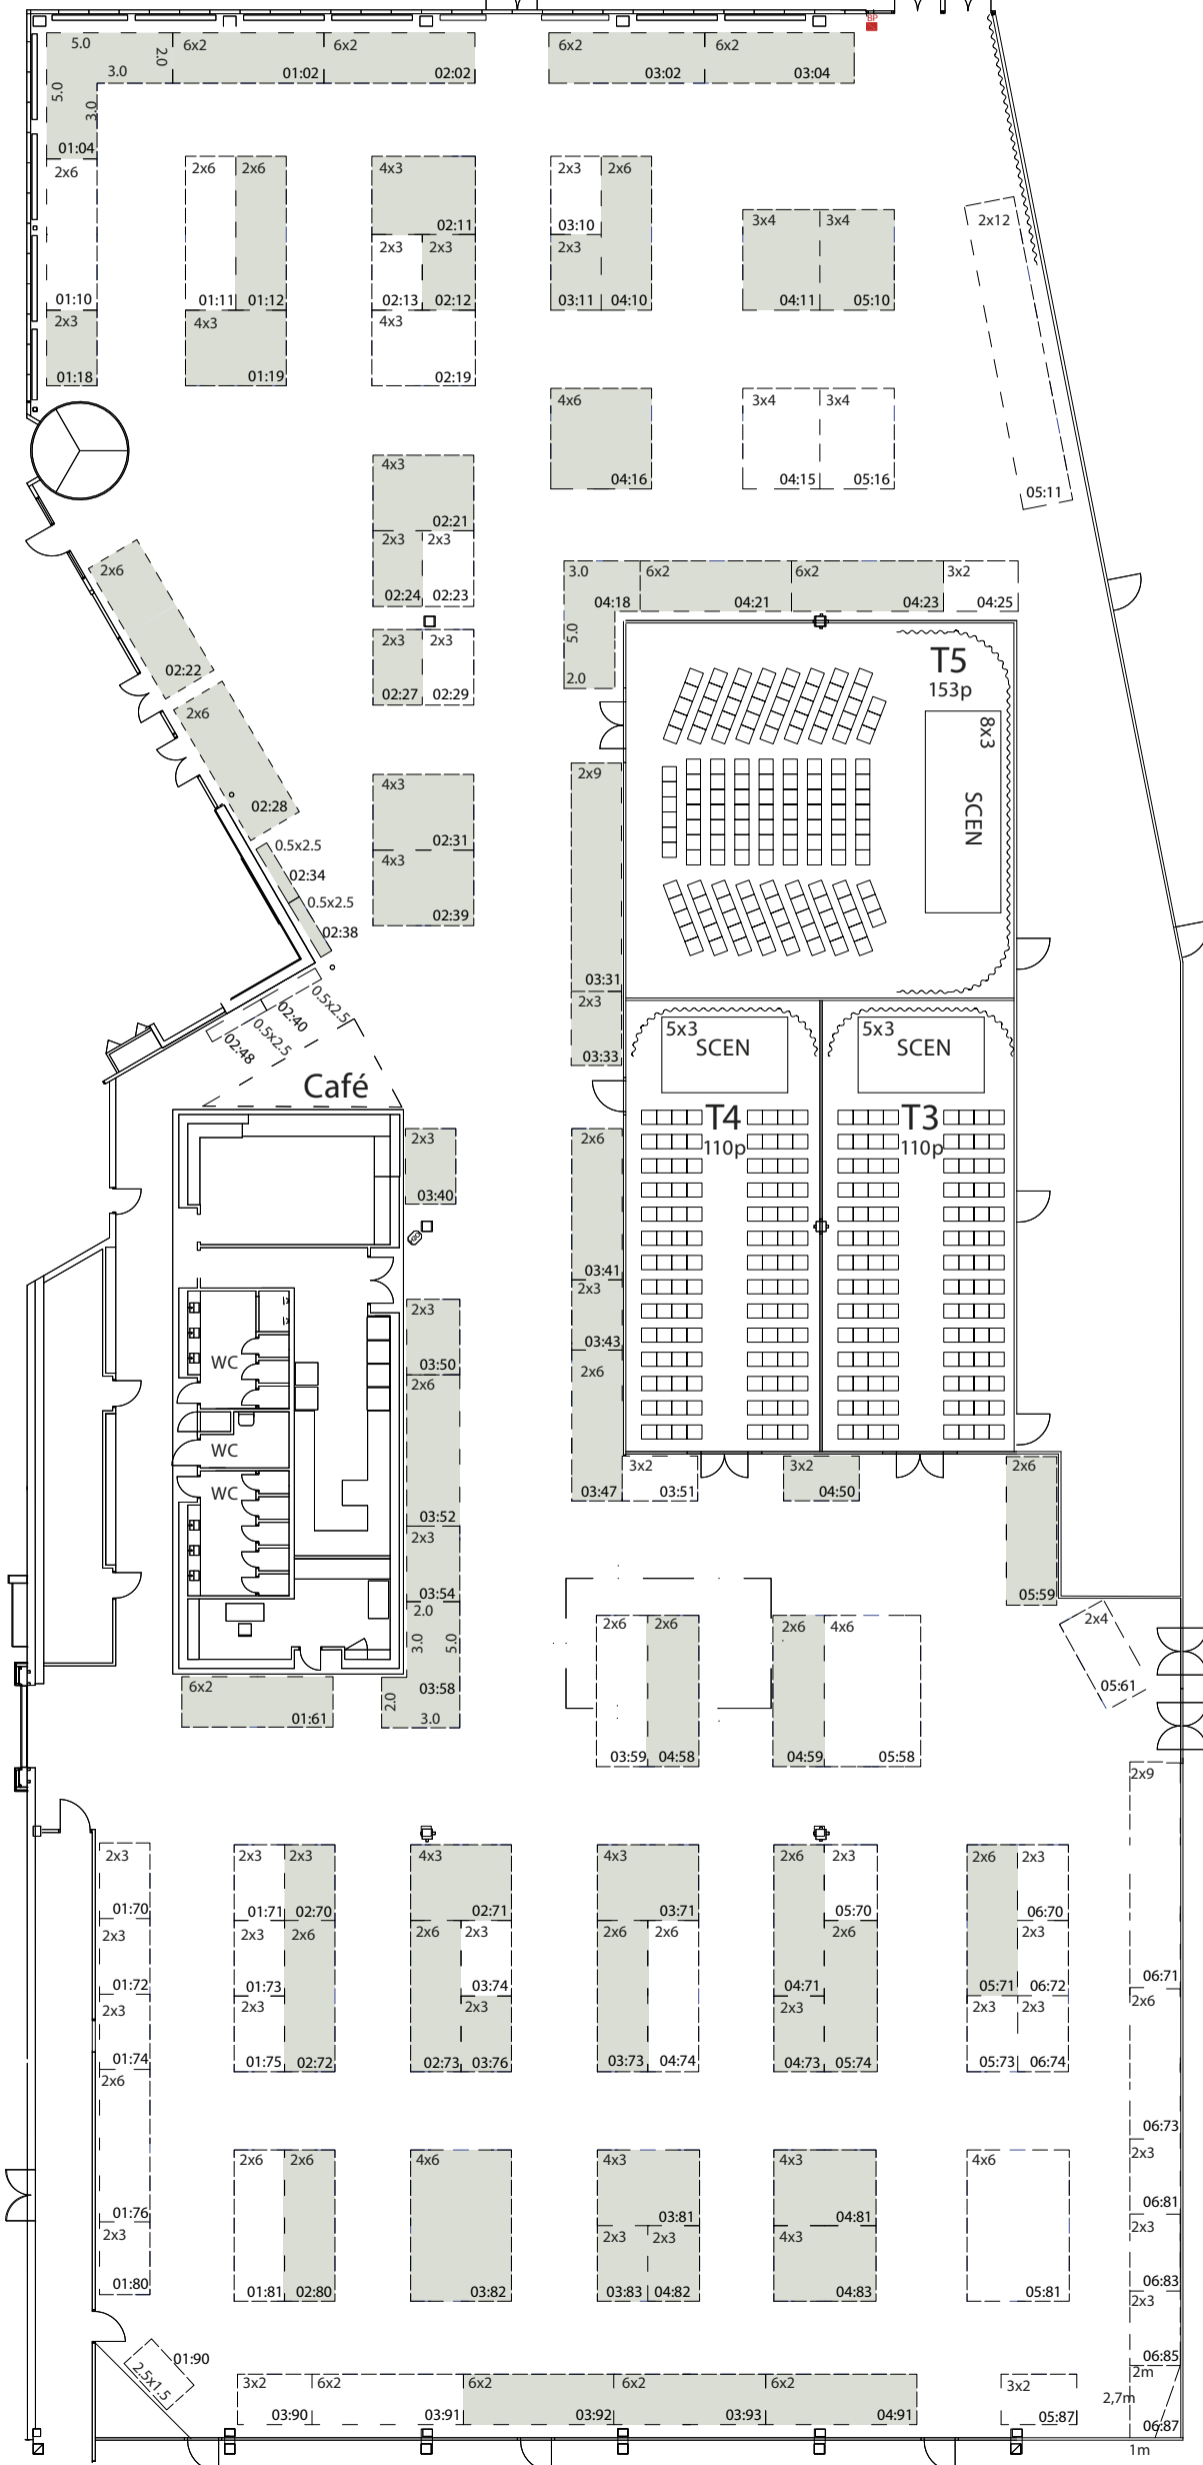 BP
5.0
2.0
6x2
6x2
6x2
6x2
3.0
01:02
02:02
03:02
03:04
5.0
3.0
01:04
2x6
2x6
2x6
4x3
2x3
2x6
02:11
03:10
3x4
3x4
2x12
2x3
2x3
2x3
01:10
01:11
01:12
02:13
02:12
03:11
04:10
04:11
05:10
2x3
4x3
4x3
01:18
01:19
02:19
4x6
3x4
3x4
04:16
04:15
05:16
05:11
4x3
02:21
2x3
2x3
02:24
02:23
2x6
02:22
3.0
6x2
6x2
3x2
04:18
04:21
04:23
04:25
5.0
2.0
2x3
2x3
02:27
02:29
T5
153p
8x3
SCEN
2x6
02:28
2x9
4x3
02:31
4x3
02:39
0.5x2.5
02:34
0.5x2.5
02:38
03:31
2x3
03:33
0.5x2.5
02:40
0.5x2.5
02:48
Café
5x3
SCEN
5x3
SCEN
T4
110p
T3
110p
2x3
03:40
2x6
03:41
2x3
03:43
2x6
03:47
2x3
03:50
2x6
03:52
2x3
03:54
WC
WC
WC
3x2
03:51
3x2
04:50
2x6
05:59
2.0
3.0
5.0
03:58
2.0
3.0
6x2
01:61
2x6
2x6
2x6
4x6
03:59
04:58
04:59
05:58
2x4
05:61
2x9
2x3
2x3
2x3
4x3
4x3
2x6
2x3
2x6
2x3
01:70
01:71
02:70
02:71
03:71
05:70
06:70
2x3
2x3
2x6
2x6
2x3
2x6
2x6
2x6
2x3
01:72
01:73
03:74
04:71
05:71
06:72
06:71
2x3
2x3
2x3
2x3
2x3
2x3
2x6
01:74
01:75
02:72
02:73
03:76
03:73
04:74
04:73
05:74
05:73
06:74
2x6
06:73
2x6
2x6
4x6
4x3
4x3
4x6
2x3
01:76
03:81
04:81
06:81
2x3
2x3
2x3
4x3
2x3
01:80
01:81
02:80
03:82
03:83
04:82
04:83
05:81
06:83
2x3
01:90
2.5x1.5
06:85
3x2
6x2
6x2
6x2
6x2
3x2
2m
2,7m
03:90
03:91
03:92
03:93
04:91
05:87
06:87
1m